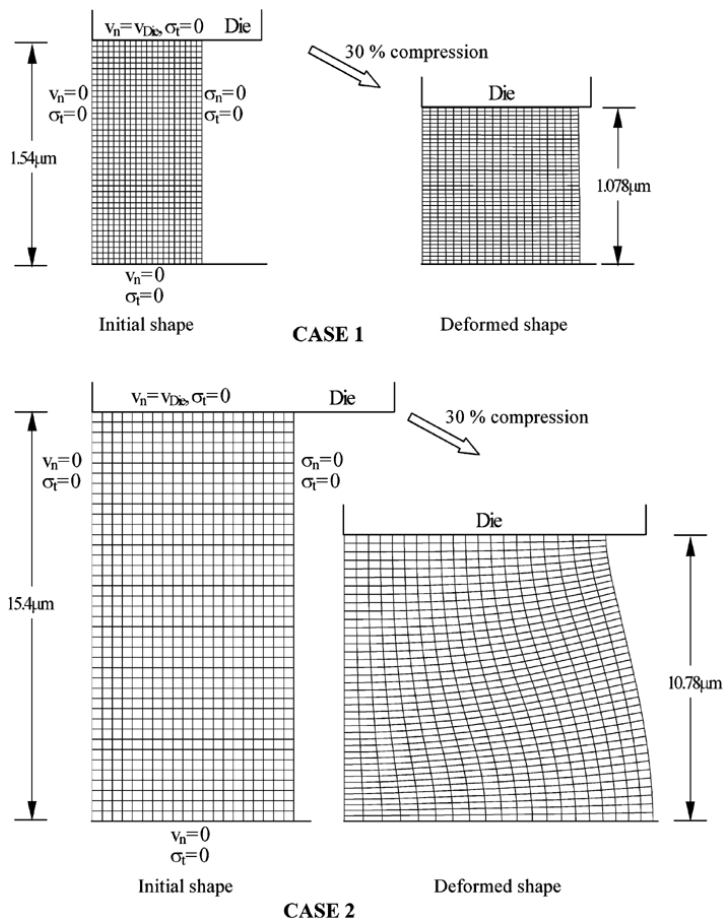 vₙ=v_Die, σₜ=0 Die
30 % compression
vₙ=0
σₜ=0
σₙ=0
σₜ=0
1.54μm
vₙ=0
σₜ=0
Initial shape
Die
1.078μm
Deformed shape
CASE 1
vₙ=v_Die, σₜ=0 Die
30 % compression
vₙ=0
σₜ=0
σₙ=0
σₜ=0
15.4μm
vₙ=0
σₜ=0
Initial shape
Die
10.78μm
Deformed shape
CASE 2